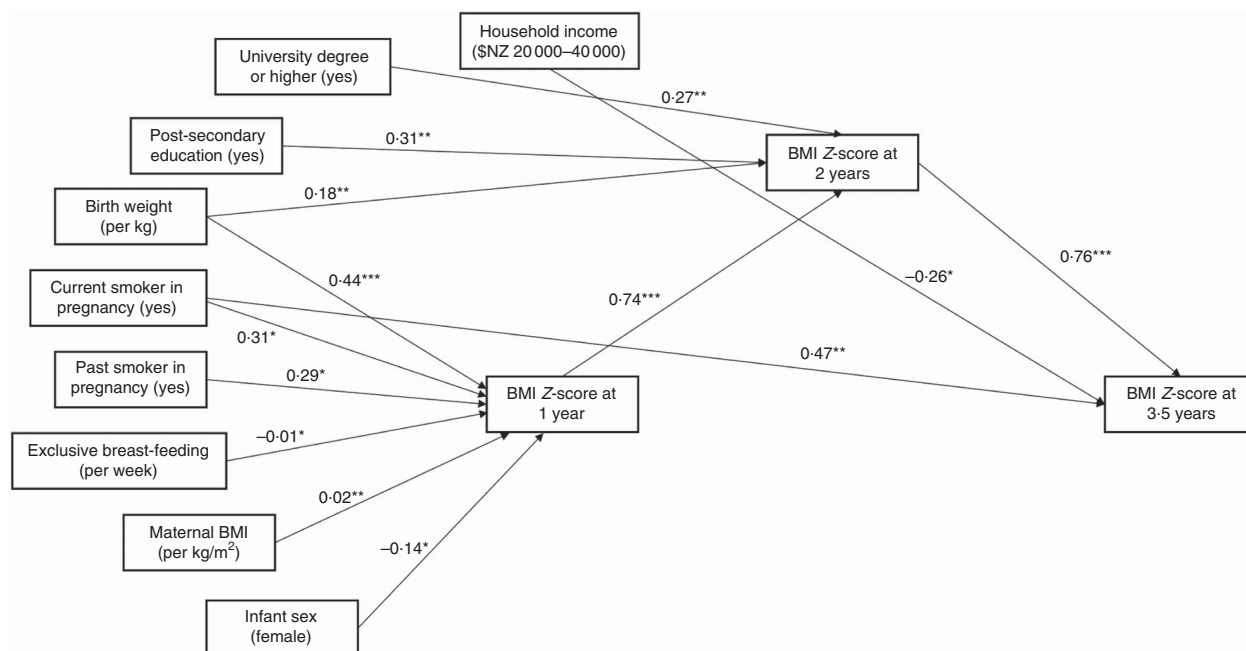 Household income
($NZ 20 000–40 000)
University degree
or higher (yes)
0·27**
Post-secondary
education (yes)
0·31**
BMI Z-score at
2 years
Birth weight
(per kg)
0·18**
0·44***
0·76***
Current smoker in
pregnancy (yes)
–0·26*
0·74***
0·31*
0·47**
Past smoker in
pregnancy (yes)
0·29*
BMI Z-score at
1 year
BMI Z-score at
3·5 years
Exclusive breast-feeding
(per week)
–0·01*
0·02**
Maternal BMI
(per kg/m²)
–0·14*
Infant sex
(female)